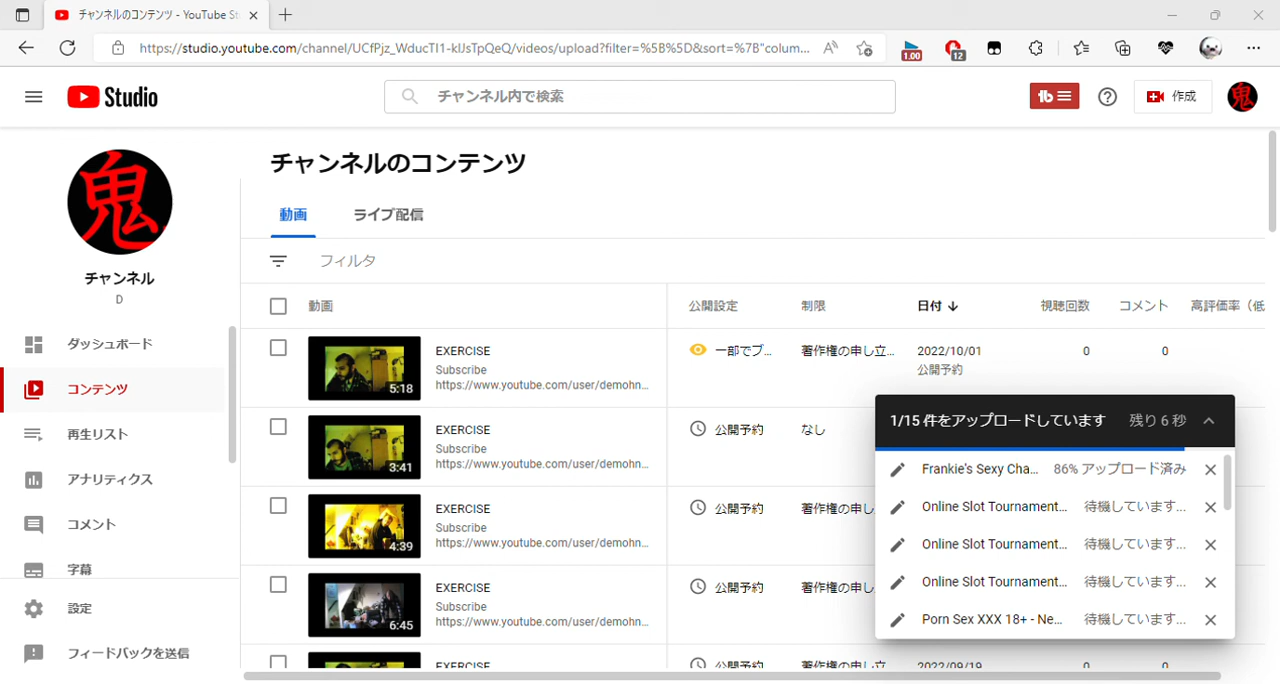 チャンネルのコンテンツ - YouTube St
https://studio.youtube.com/channel/UCfPjz_WducTI1-kIJsTpQeQ/videos/upload?filter=%5B%5D&sort=%7B"colum...
1.00
12
Studio
チャンネル内で検索
tb
作成
鬼
鬼
チャンネル
D
ダッシュボード
コンテンツ
再生リスト
アナリティクス
コメント
字幕
設定
フィードバックを送信
チャンネルのコンテンツ
動画
ライブ配信
フィルタ
動画
公開設定
制限
日付
視聴回数
コメント
高評価率（低
5:18
EXERCISE
Subscribe
https://www.youtube.com/user/demohn...
一部でブ...
著作権の申し立...
2022/10/01
公開予約
0
0
3:41
EXERCISE
Subscribe
https://www.youtube.com/user/demohn...
公開予約
なし
4:39
EXERCISE
Subscribe
https://www.youtube.com/user/demohn...
公開予約
著作権の申し
6:45
EXERCISE
Subscribe
https://www.youtube.com/user/demohn...
公開予約
著作権の申し
EXERCISE
公開予約
著作権の申し立
2022/09/19
0
0
1/15 件をアップロードしています
残り 6 秒
Frankie's Sexy Cha...
86% アップロード済み
Online Slot Tournament...
待機しています...
Online Slot Tournament...
待機しています...
Online Slot Tournament...
待機しています...
Porn Sex XXX 18+ - Ne...
待機しています...